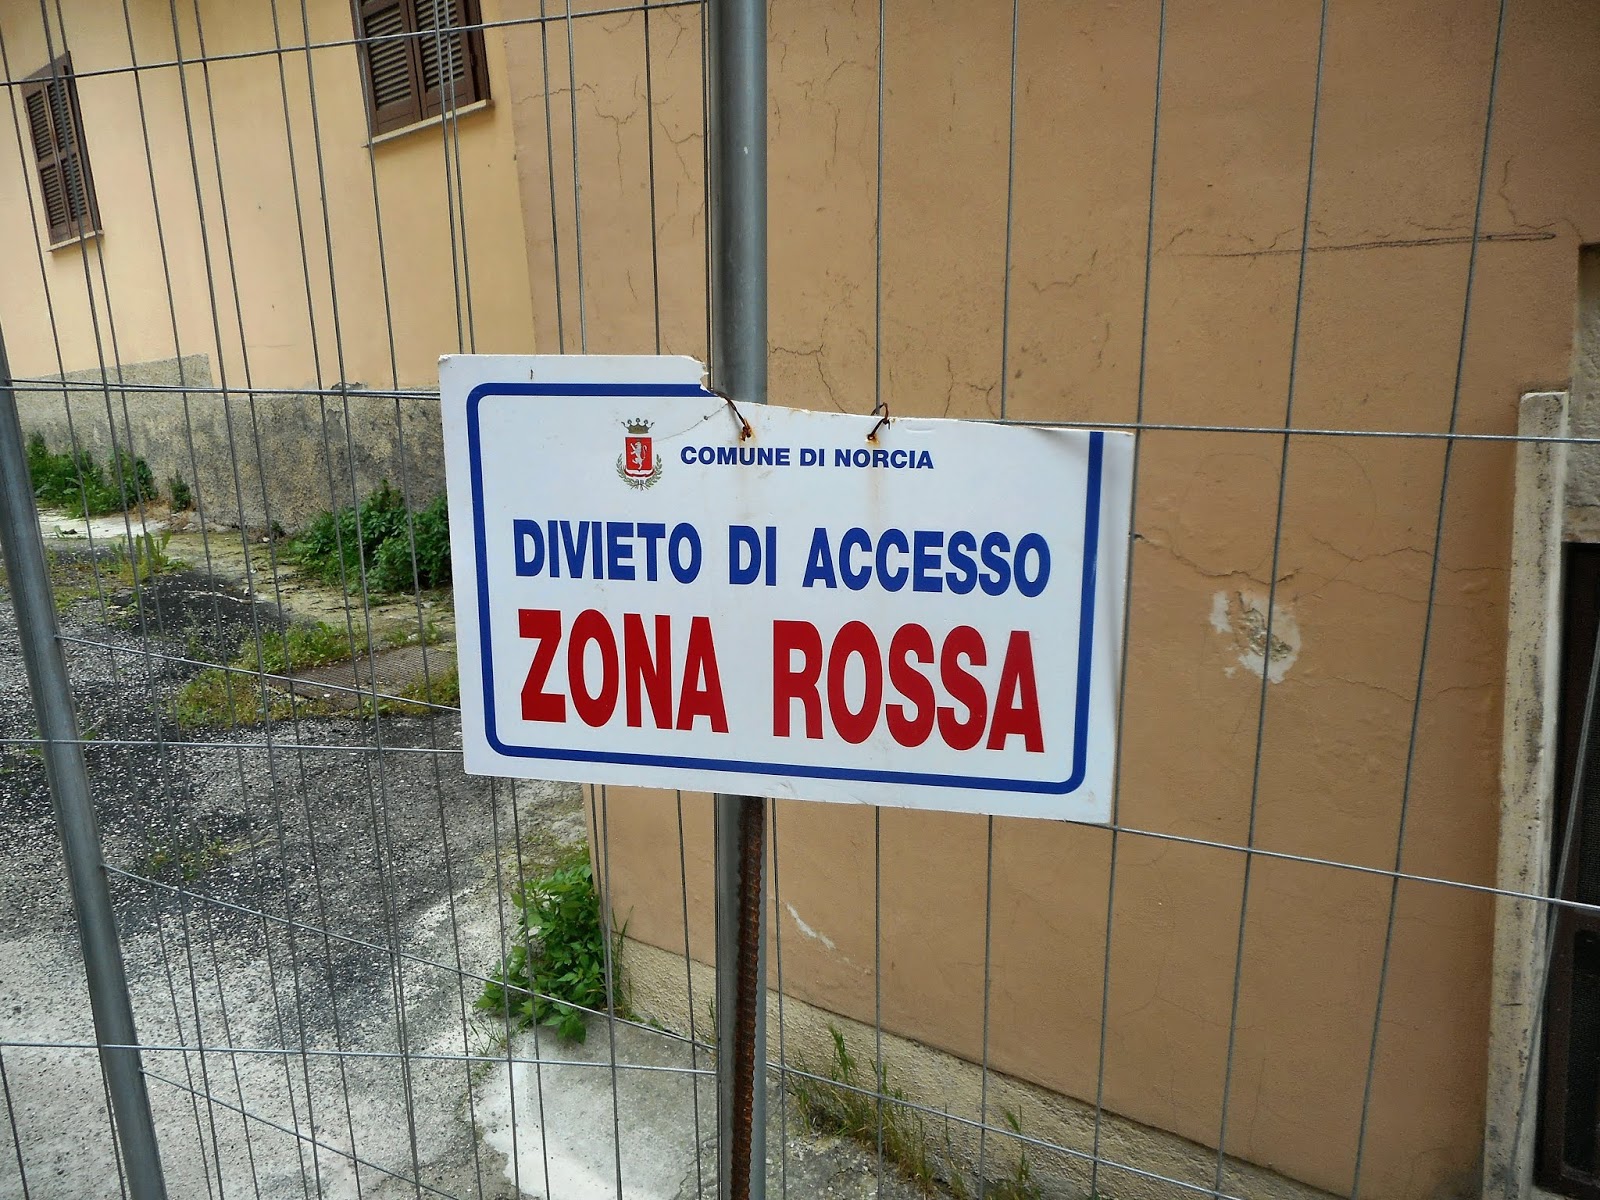 COMUNE DI NORCIA
DIVIETO DI ACCESSO
ZONA ROSSA